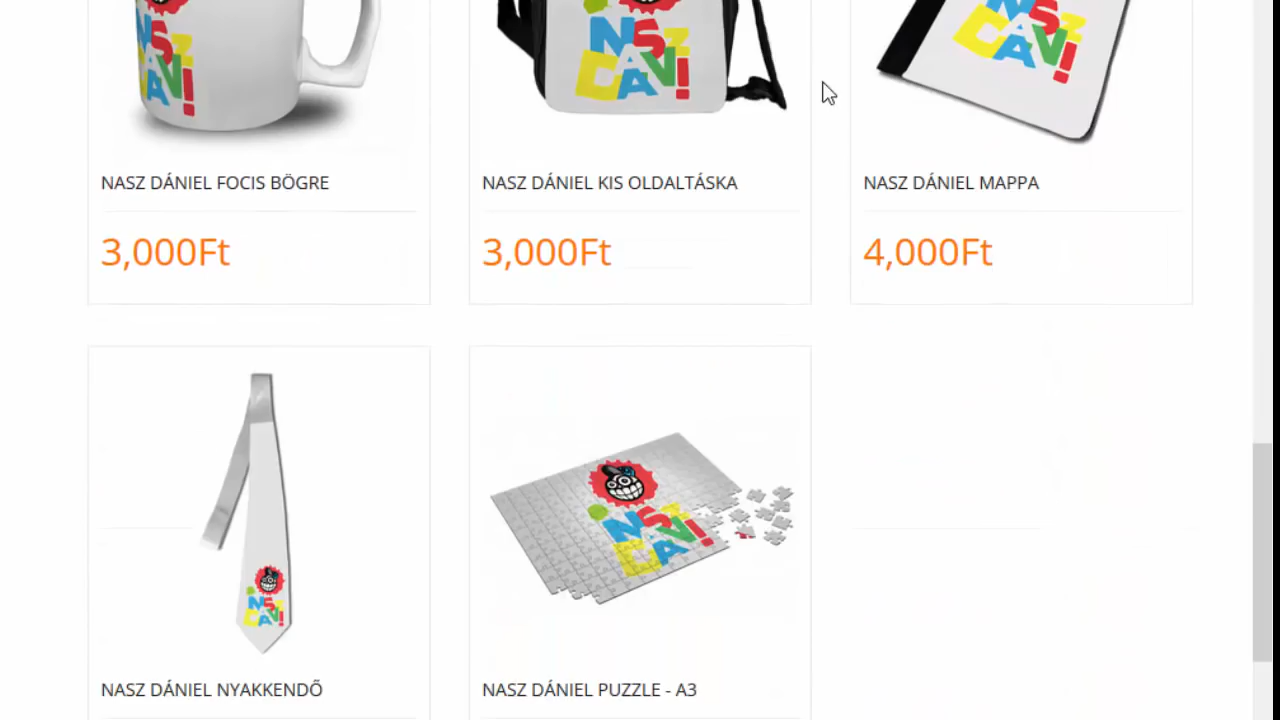 NASZ DÁNIEL FOCIS BÖGRE
NASZ DÁNIEL KIS OLDALTÁSKA
NASZ DÁNIEL MAPPA
3,000Ft
3,000Ft
4,000Ft
NASZ DÁNIEL NYAKKENDŐ
NASZ DÁNIEL PUZZLE - A3